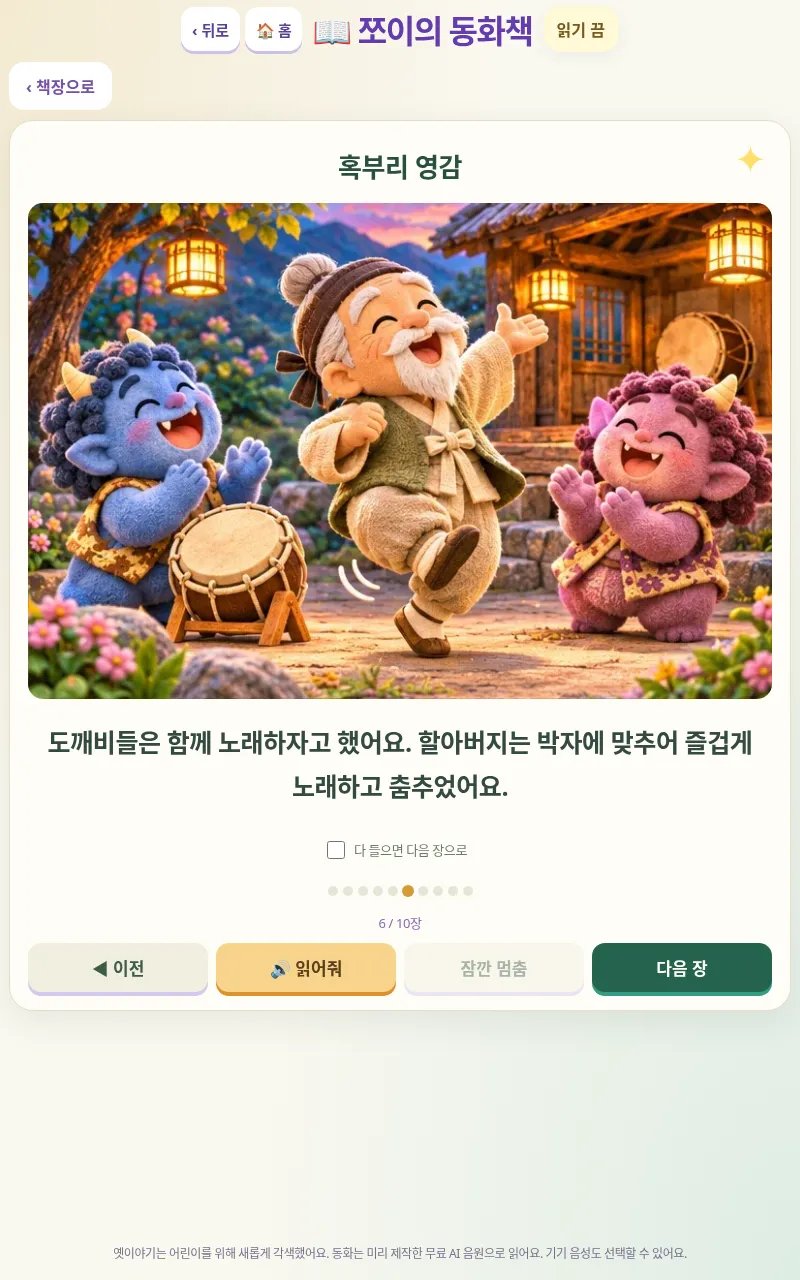 ‹ 뒤로
🏠 홈
📖 쪼이의 동화책
읽기 끔
‹ 책장으로
혹부리 영감
도깨비들은 함께 노래하자고 했어요. 할아버지는 박자에 맞추어 즐겁게
노래하고 춤추었어요.
다 들으면 다음 장으로
6 / 10장
◀ 이전
🔊 읽어줘
잠깐 멈춤
다음 장
옛이야기는 어린이를 위해 새롭게 각색했어요. 동화는 미리 제작한 무료 AI 음원으로 읽어요. 기기 음성도 선택할 수 있어요.